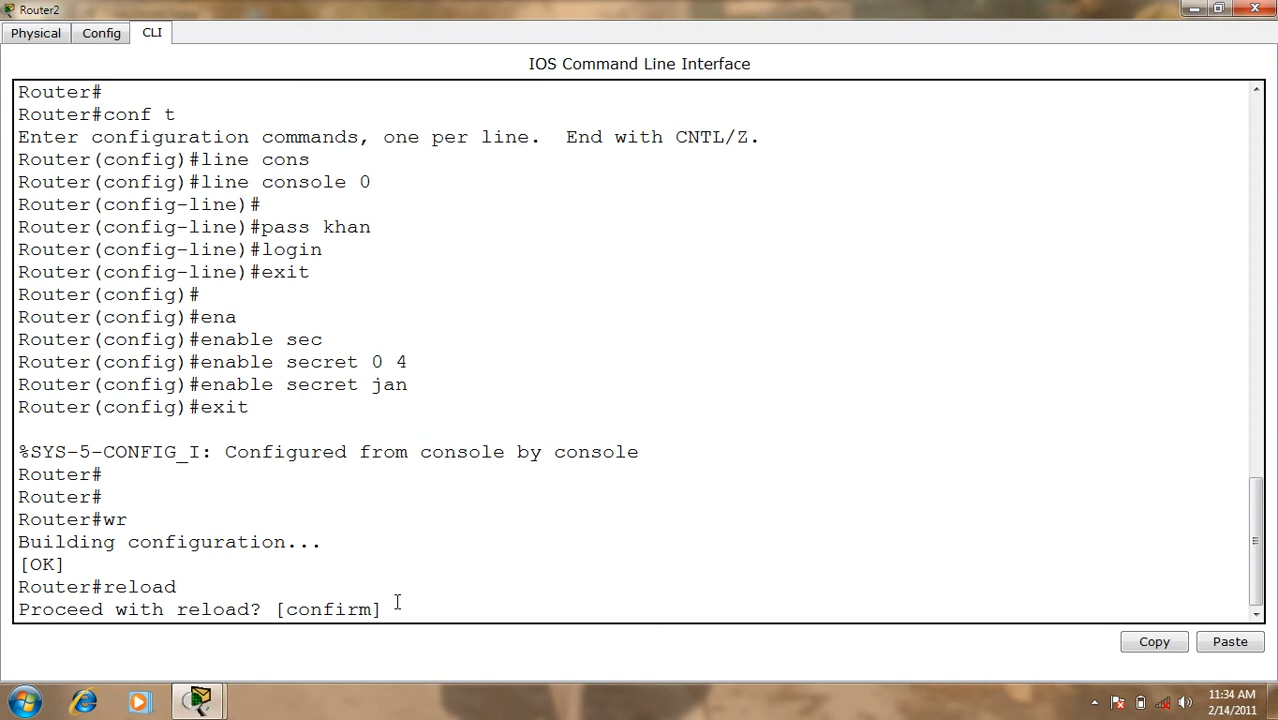 Router2
Physical Config CLI
IOS Command Line Interface
Router#
Router#conf t
Enter configuration commands, one per line.  End with CNTL/Z.
Router(config)#line cons
Router(config)#line console 0
Router(config-line)#
Router(config-line)#pass khan
Router(config-line)#login
Router(config-line)#exit
Router(config)#
Router(config)#ena
Router(config)#enable sec
Router(config)#enable secret 0 4
Router(config)#enable secret jan
Router(config)#exit
%SYS-5-CONFIG_I: Configured from console by console
Router#
Router#
Router#wr
Building configuration...
[OK]
Router#reload
Proceed with reload? [confirm]
Copy Paste
11:34 AM
2/14/2011